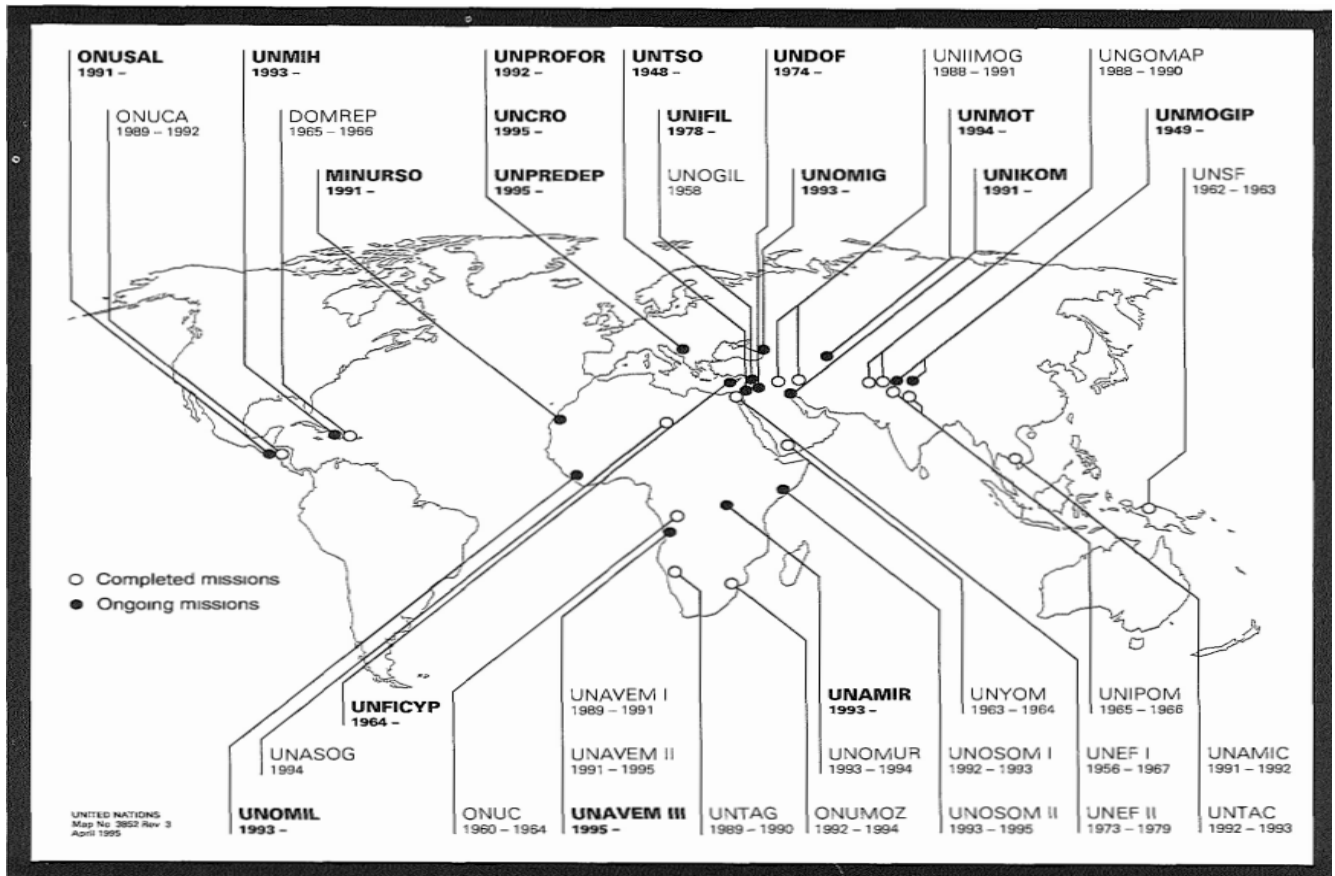 ONUSAL
1991 –
UNMIH
1993 –
UNPROFOR
1992 –
UNTSO
1948 –
UNDOF
1974 –
UNIIMOG
1988 – 1991
UNGOMAP
1988 – 1990
ONUCA
1989 – 1992
DOMREP
1965 – 1966
UNCRO
1995 –
UNIFIL
1978 –
UNMOT
1994 –
UNMOGIP
1949 –
MINURSO
1991 –
UNPREDEP
1995 –
UNOGIL
1958
UNOMIG
1993 –
UNIKOM
1991 –
UNSF
1962 – 1963
Completed missions
Ongoing missions
UNFICYP
1964 –
UNAVEM I
1989 – 1991
UNAMIR
1993 –
UNYOM
1963 – 1964
UNIPOM
1965 – 1966
UNASOG
1994
UNAVEM II
1991 – 1995
UNOMUR
1993 – 1994
UNOSOM I
1992 – 1993
UNEF I
1956 – 1967
UNAMIC
1991 – 1992
UNITED NATIONS
Map No 3852 Rev 3
April 1995
UNOMIL
1993 –
ONUC
1960 – 1964
UNAVEM III
1995 –
UNTAG
1989 – 1990
ONUMOZ
1992 – 1994
UNOSOM II
1993 – 1995
UNEF II
1973 – 1979
UNTAC
1992 – 1993